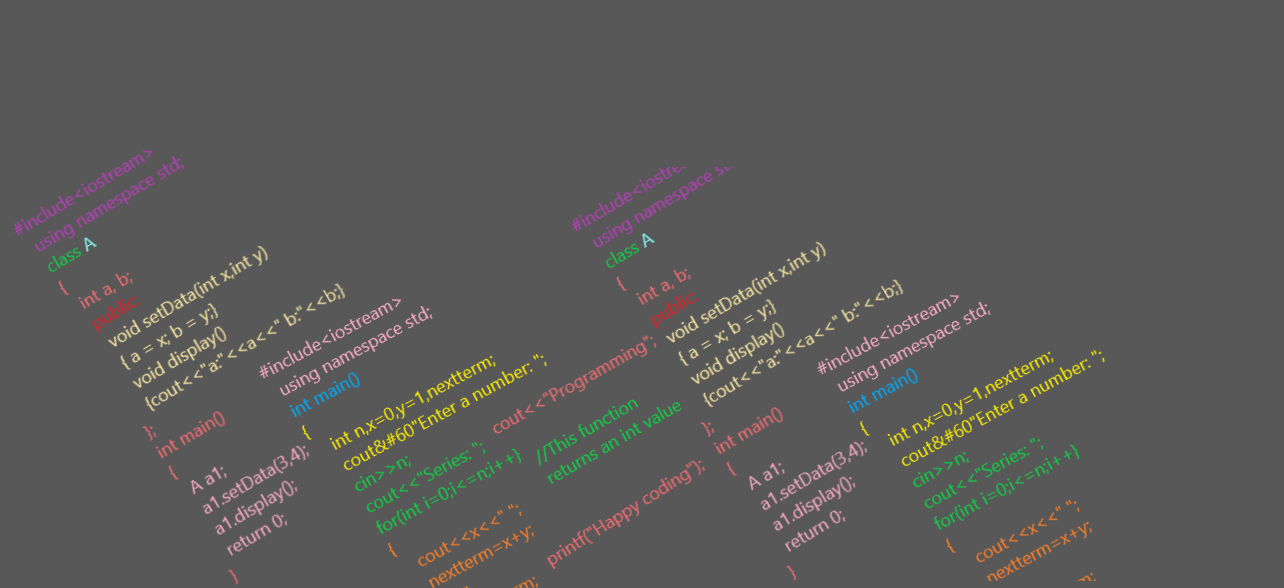 #include<iostream>
using namespace std;
class A
{
int a, b;
public:
void setData(int x,int y)
{ a = x; b = y;}
void display()
{cout<<"a:"<<a<<" b:"<<b;}
};
int main()
{
A a1;
a1.setData(3,4);
a1.display();
return 0;
}
#include<iostream>
using namespace std;
int main()
{
int n,x=0,y=1,nextterm;
cout&#60"Enter a number: ";
cin>>n;
cout<<"Series: ";
for(int i=0;i<=n;i++}
{
cout<<x<<" ";
nextterm=x+y;
cout<<"Programming";
//This function
returns an int value
printf("Happy coding");
#include<iostre
using namespace st
class A
{
int a, b;
public:
void setData(int x,int y)
{ a = x; b = y;}
void display()
{cout<<"a:"<<a<<" b:"<<b;}
};
int main()
{
A a1;
a1.setData(3,4);
a1.display();
return 0;
}
#include<iostream>
using namespace std;
int main()
{
int n,x=0,y=1,nextterm;
cout&#60"Enter a number: ";
cin>>n;
cout<<"Series: ";
for(int i=0;i<=n;i++}
{
cout<<x<<" ";
nextterm=x+y;